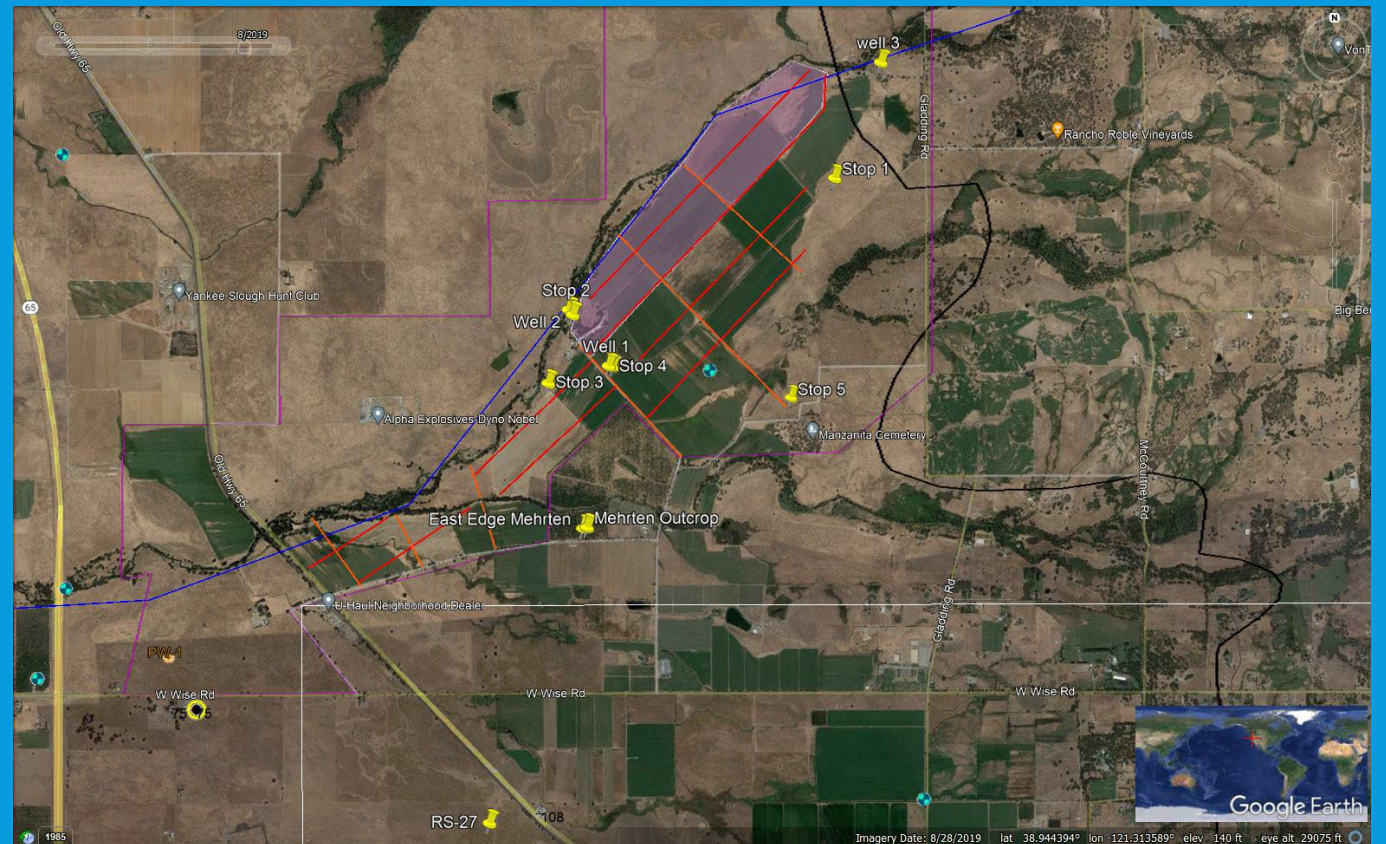 Old Hwy 65
8/2019
N
well 3
VonT
Gladding Rd
Rancho Roble Vineyards
Stop 1
Yankee Slough Hunt Club
65
Stop 2
Well 2
Big Be
Well 1
Stop 4
Stop 3
Stop 5
Alpha Explosives Dyno Nobel
Manzanita Cemetery
McCourtney Rd
Old Hwy 65
East Edge Mehrten
Mehrten Outcrop
U-Haul Neighborhood Dealer
Gladding Rd
PW-1
W Wise Rd
W Wise Rd
W Wise Rd
RS-27
108
Google Earth
1985
Imagery Date: 8/28/2019 lat 38.944394° lon -121.313589° elev 140 ft eye alt 29075 ft